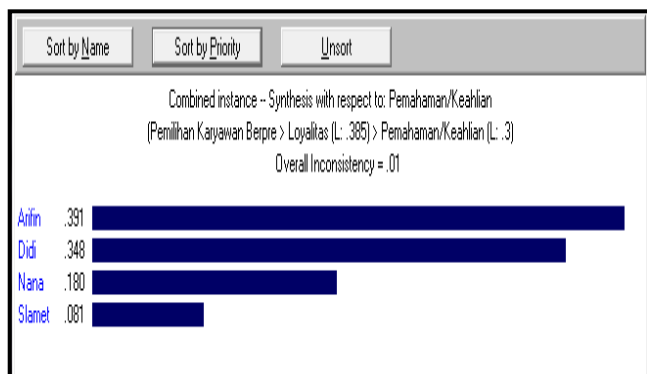 Sort by Name Sort by Priority Unsort
Combined instance -- Synthesis with respect to: Pemahaman/Keahlian
(Pemilihan Karyawan Berpre > Loyalitas (L: .385) > Pemahaman/Keahlian (L: .3)
Overall Inconsistency = .01
Arifin .391
Didi .348
Nana .180
Slamet .081